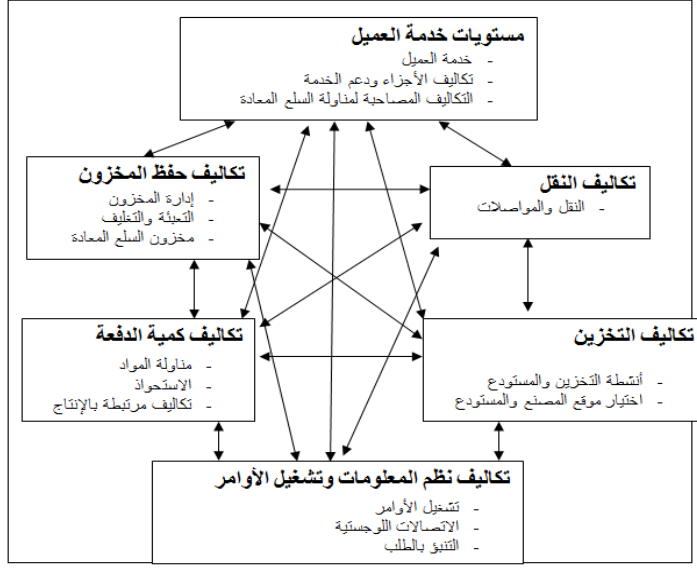 مستويات خدمة العميل
- خدمة العميل
- تكاليف الأجزاء ودعم الخدمة
- التكاليف المصاحبة لمناولة السلع المعادة
تكاليف النقل
- النقل والمواصلات
تكاليف حفظ المخزون
- إدارة المخزون
- التعبئة والتغليف
- مخزون السلع المعادة
تكاليف التخزين
- أنشطة التخزين والمستودع
- اختيار موقع المصنع والمستودع
تكاليف كمية الدفعة
- مناولة المواد
- الاستحواذ
- تكاليف مرتبطة بالإنتاج
تكاليف نظم المعلومات وتشغيل الأوامر
- تشغيل الأوامر
- الاتصالات اللوجستية
- التنبؤ بالطلب